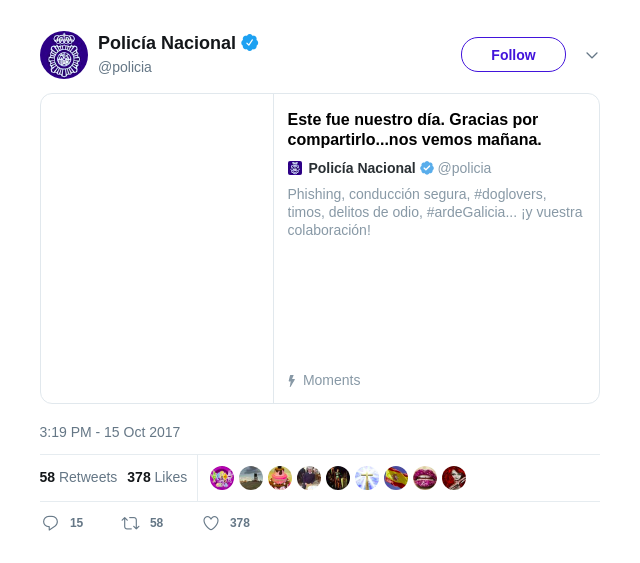 Policía Nacional
@policia
Follow
Este fue nuestro día. Gracias por
compartirlo...nos vemos mañana.
Policía Nacional @policia
Phishing, conducción segura, #doglovers,
timos, delitos de odio, #ardeGalicia... ¡y vuestra
colaboración!
Moments
3:19 PM - 15 Oct 2017
58 Retweets 378 Likes
15 58 378